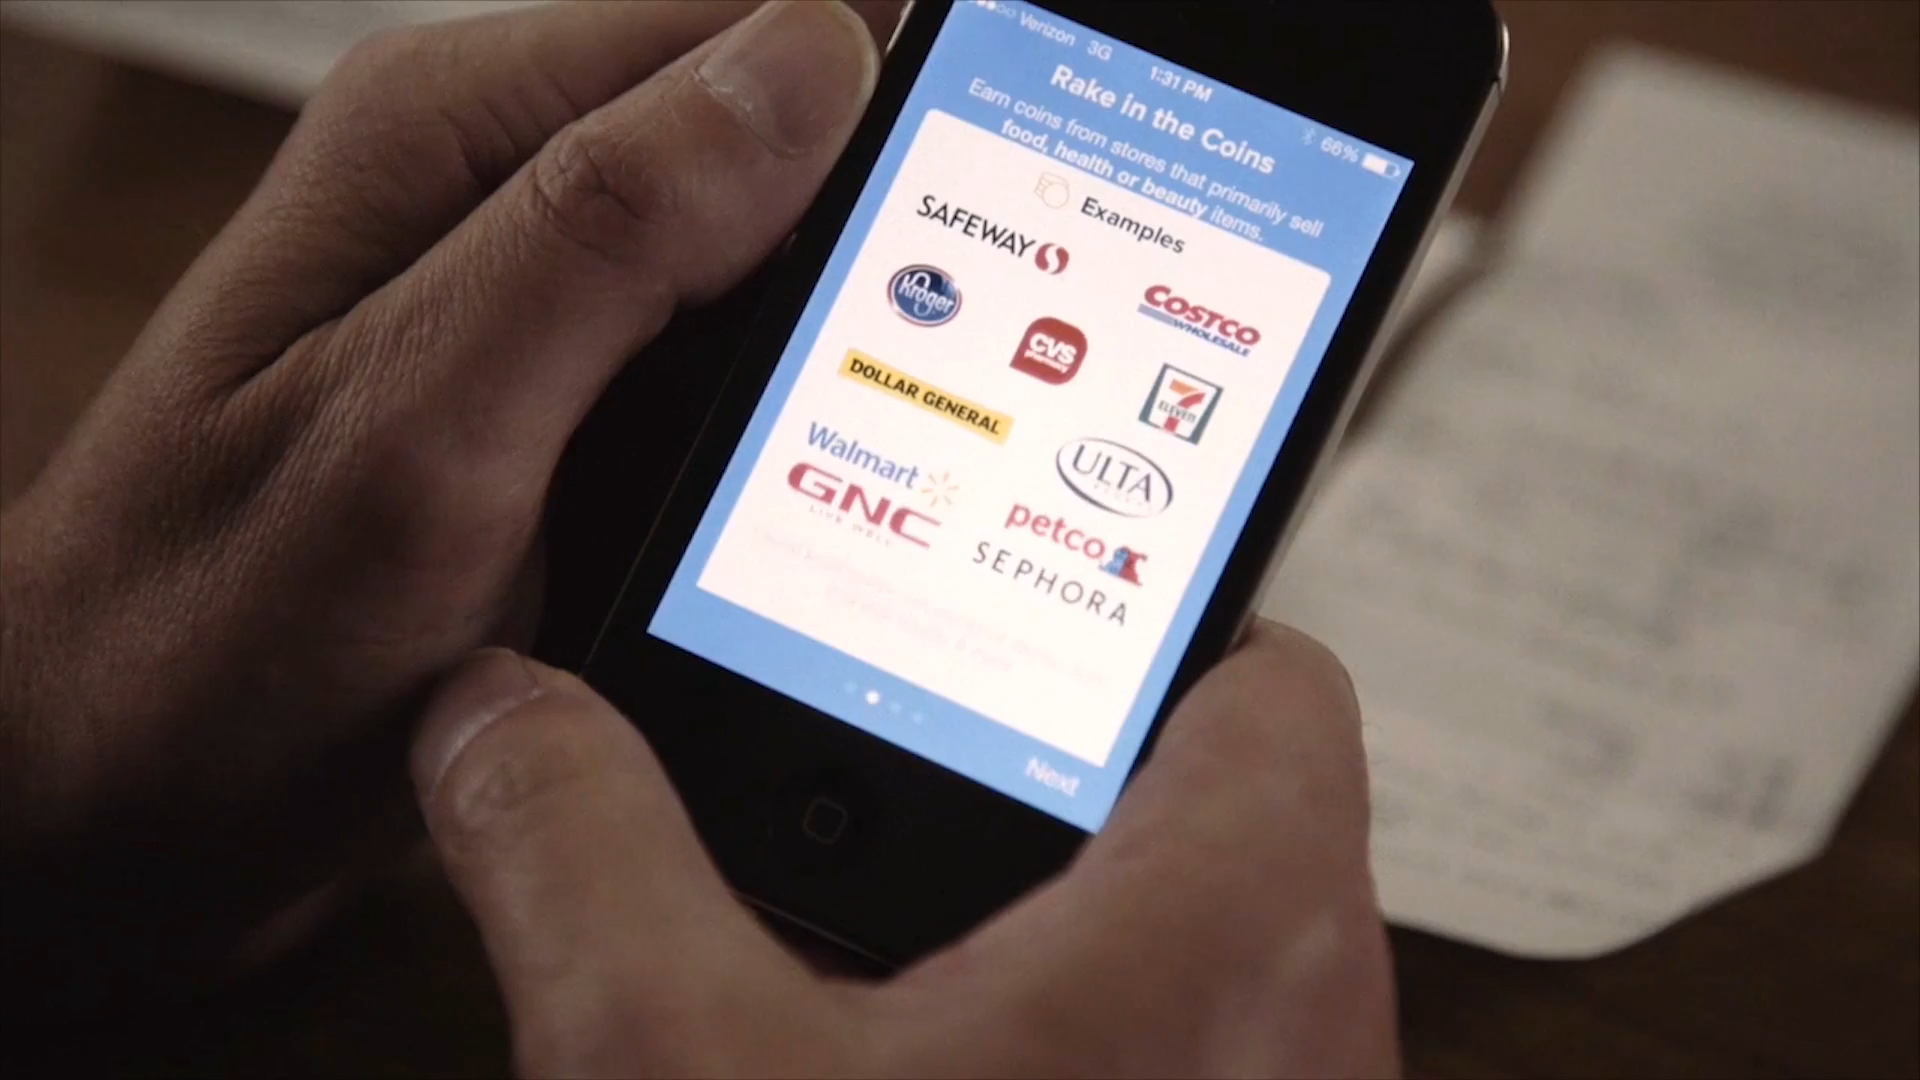 Verizon 3G 1:31 PM 66%
Rake in the Coins
Earn coins from stores that primarily sell
food, health or beauty items.
Examples
SAFEWAY
COSTCO
WHOLESALE
Kroger
CVS
pharmacy
7
ELEVEN
DOLLAR GENERAL
ULTA
Walmart
GNC
LIVE WELL
petco
SEPHORA
Next